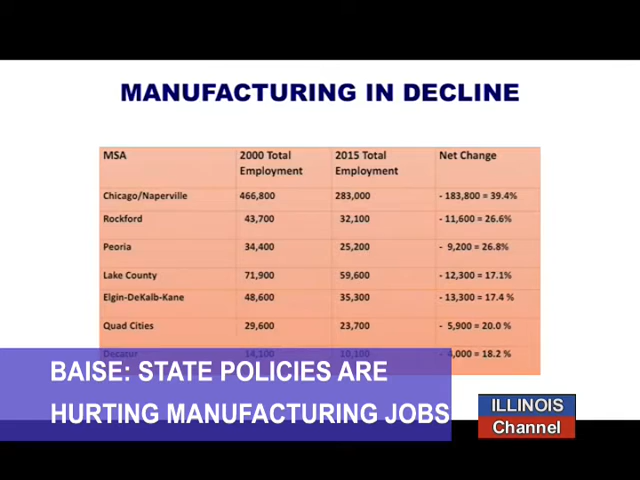 MANUFACTURING IN DECLINE
MSA 2000 Total Employment 2015 Total Employment Net Change
Chicago/Naperville 466,800 283,000 - 183,800 = 39.4%
Rockford 43,700 32,100 - 11,600 = 26.6%
Peoria 34,400 25,200 - 9,200 = 26.8%
Lake County 71,900 59,600 - 12,300 = 17.1%
Elgin-DeKalb-Kane 48,600 35,300 - 13,300 = 17.4 %
Quad Cities 29,600 23,700 - 5,900 = 20.0 %
Decatur 14,100 10,100 - 4,000 = 18.2 %
BAISE: STATE POLICIES ARE
HURTING MANUFACTURING JOBS
ILLINOIS
Channel